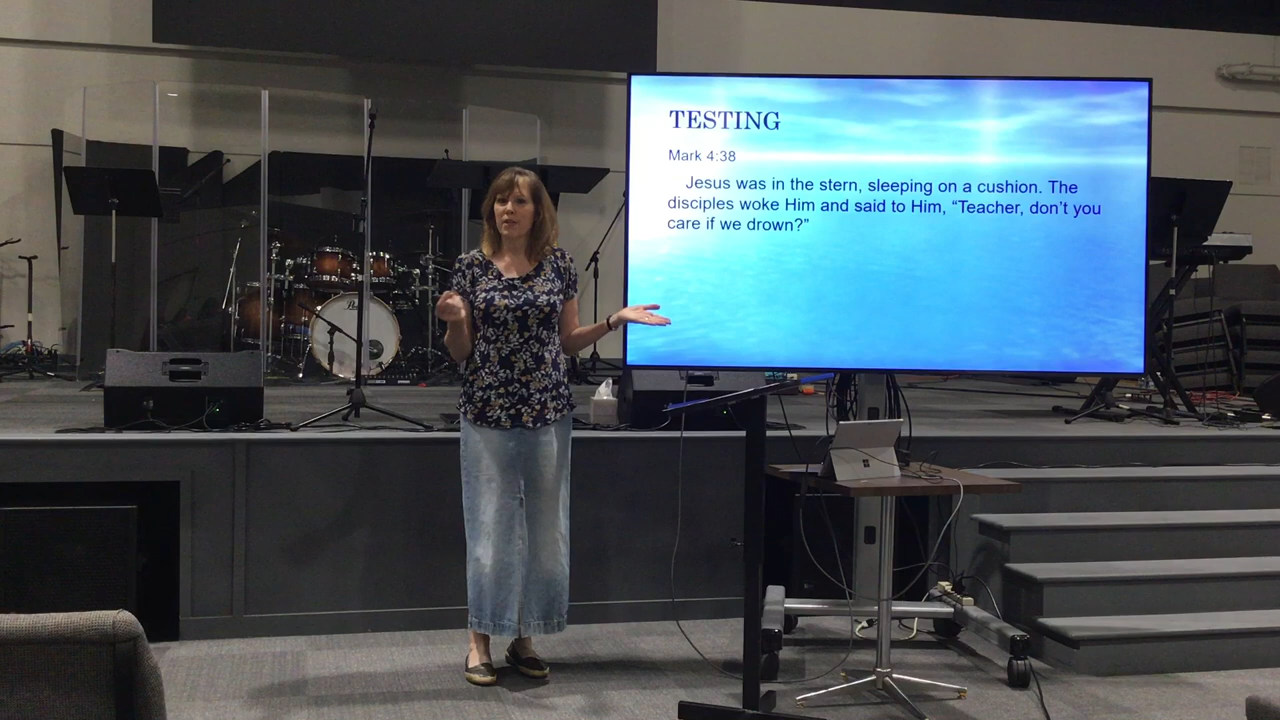 TESTING
Mark 4:38
Jesus was in the stern, sleeping on a cushion. The
disciples woke Him and said to Him, “Teacher, don’t you
care if we drown?”